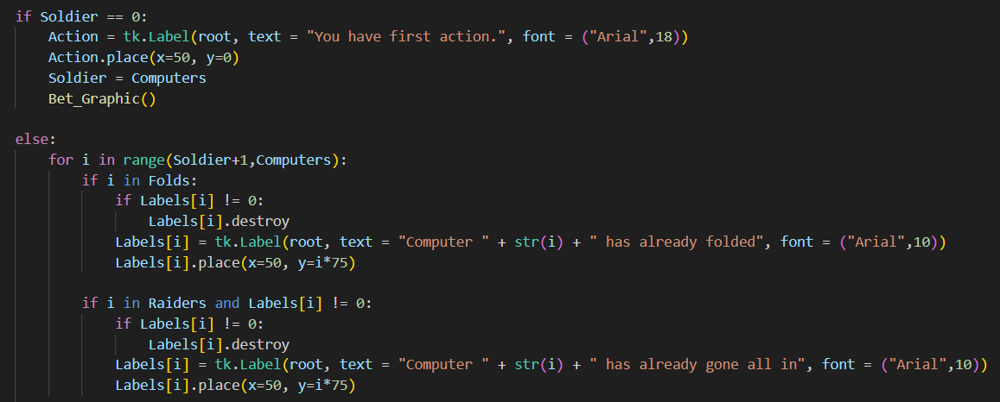 if Soldier == 0:
    Action = tk.Label(root, text = "You have first action.", font = ("Arial",18))
    Action.place(x=50, y=0)
    Soldier = Computers
    Bet_Graphic()

else:
    for i in range(Soldier+1,Computers):
        if i in Folds:
            if Labels[i] != 0:
                Labels[i].destroy
            Labels[i] = tk.Label(root, text = "Computer " + str(i) + " has already folded", font = ("Arial",10))
            Labels[i].place(x=50, y=i*75)

        if i in Raiders and Labels[i] != 0:
            if Labels[i] != 0:
                Labels[i].destroy
            Labels[i] = tk.Label(root, text = "Computer " + str(i) + " has already gone all in", font = ("Arial",10))
            Labels[i].place(x=50, y=i*75)